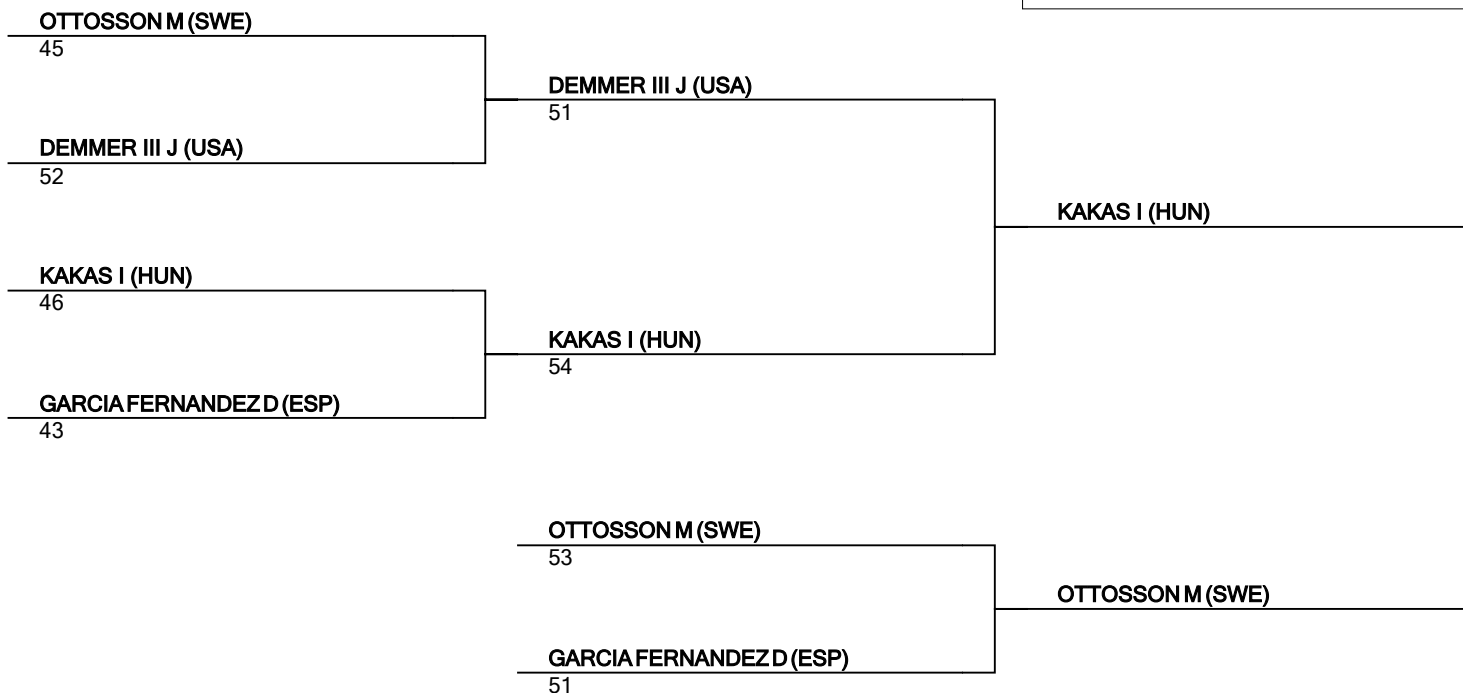 OTTOSSON M (SWE)
45
DEMMER III J (USA)
51
DEMMER III J (USA)
52
KAKAS I (HUN)
KAKAS I (HUN)
46
KAKAS I (HUN)
54
GARCIA FERNANDEZ D (ESP)
43
OTTOSSON M (SWE)
53
OTTOSSON M (SWE)
GARCIA FERNANDEZ D (ESP)
51